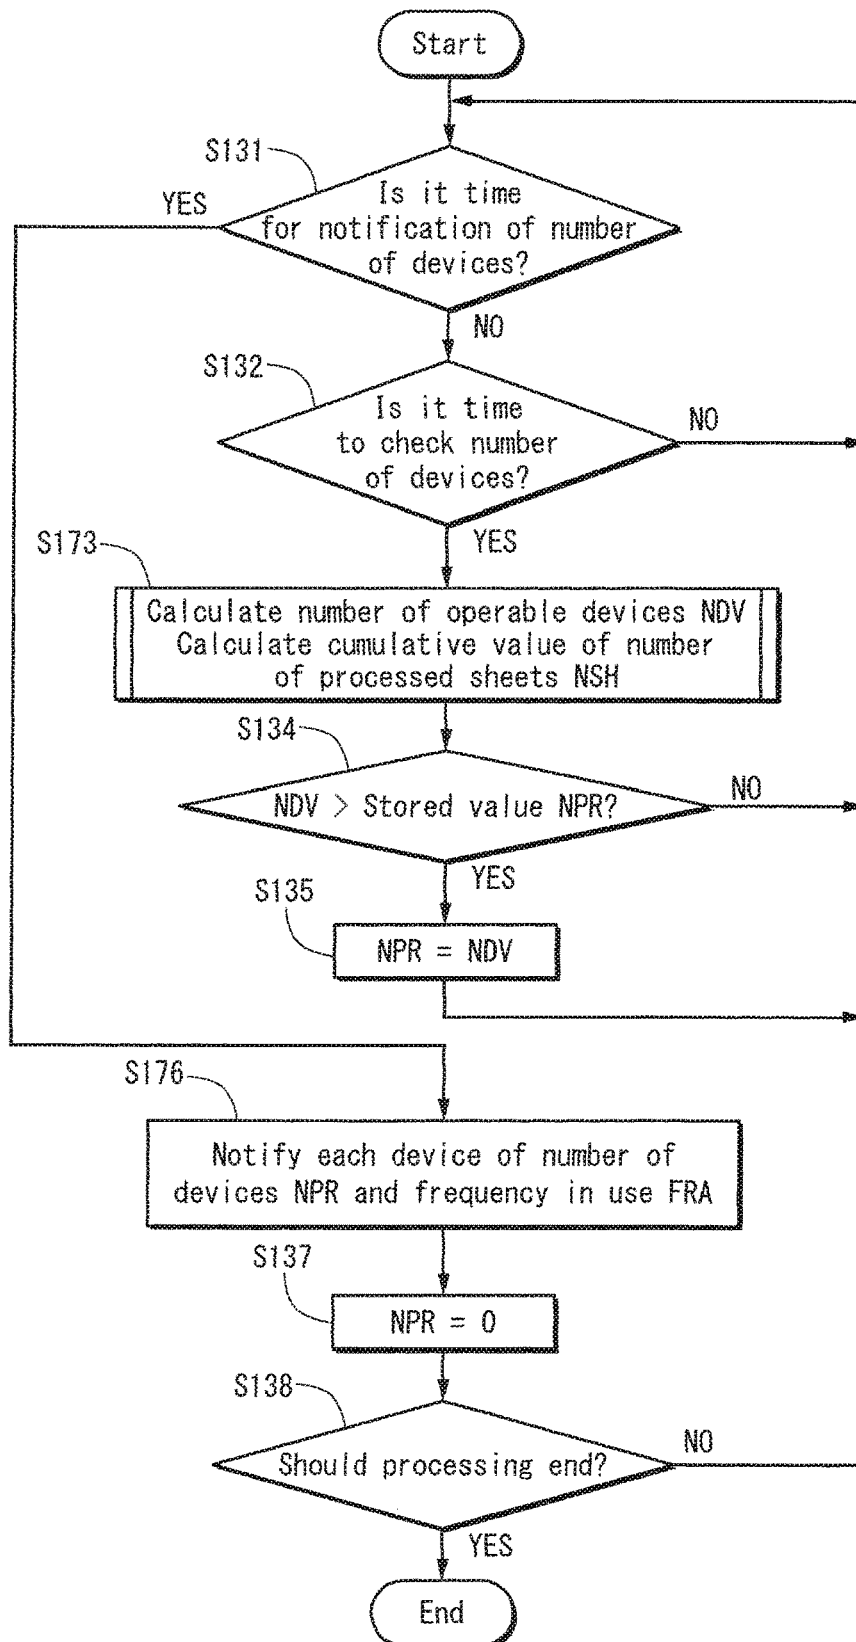 Start
S131
YES
Is it time
for notification of number
of devices?
NO
S132
Is it time
to check number
of devices?
NO
YES
S173
Calculate number of operable devices NDV
Calculate cumulative value of number
of processed sheets NSH
S134
NDV > Stored value NPR?
NO
YES
S135
NPR = NDV
S176
Notify each device of number of
devices NPR and frequency in use FRA
S137
NPR = 0
S138
Should processing end?
NO
YES
End